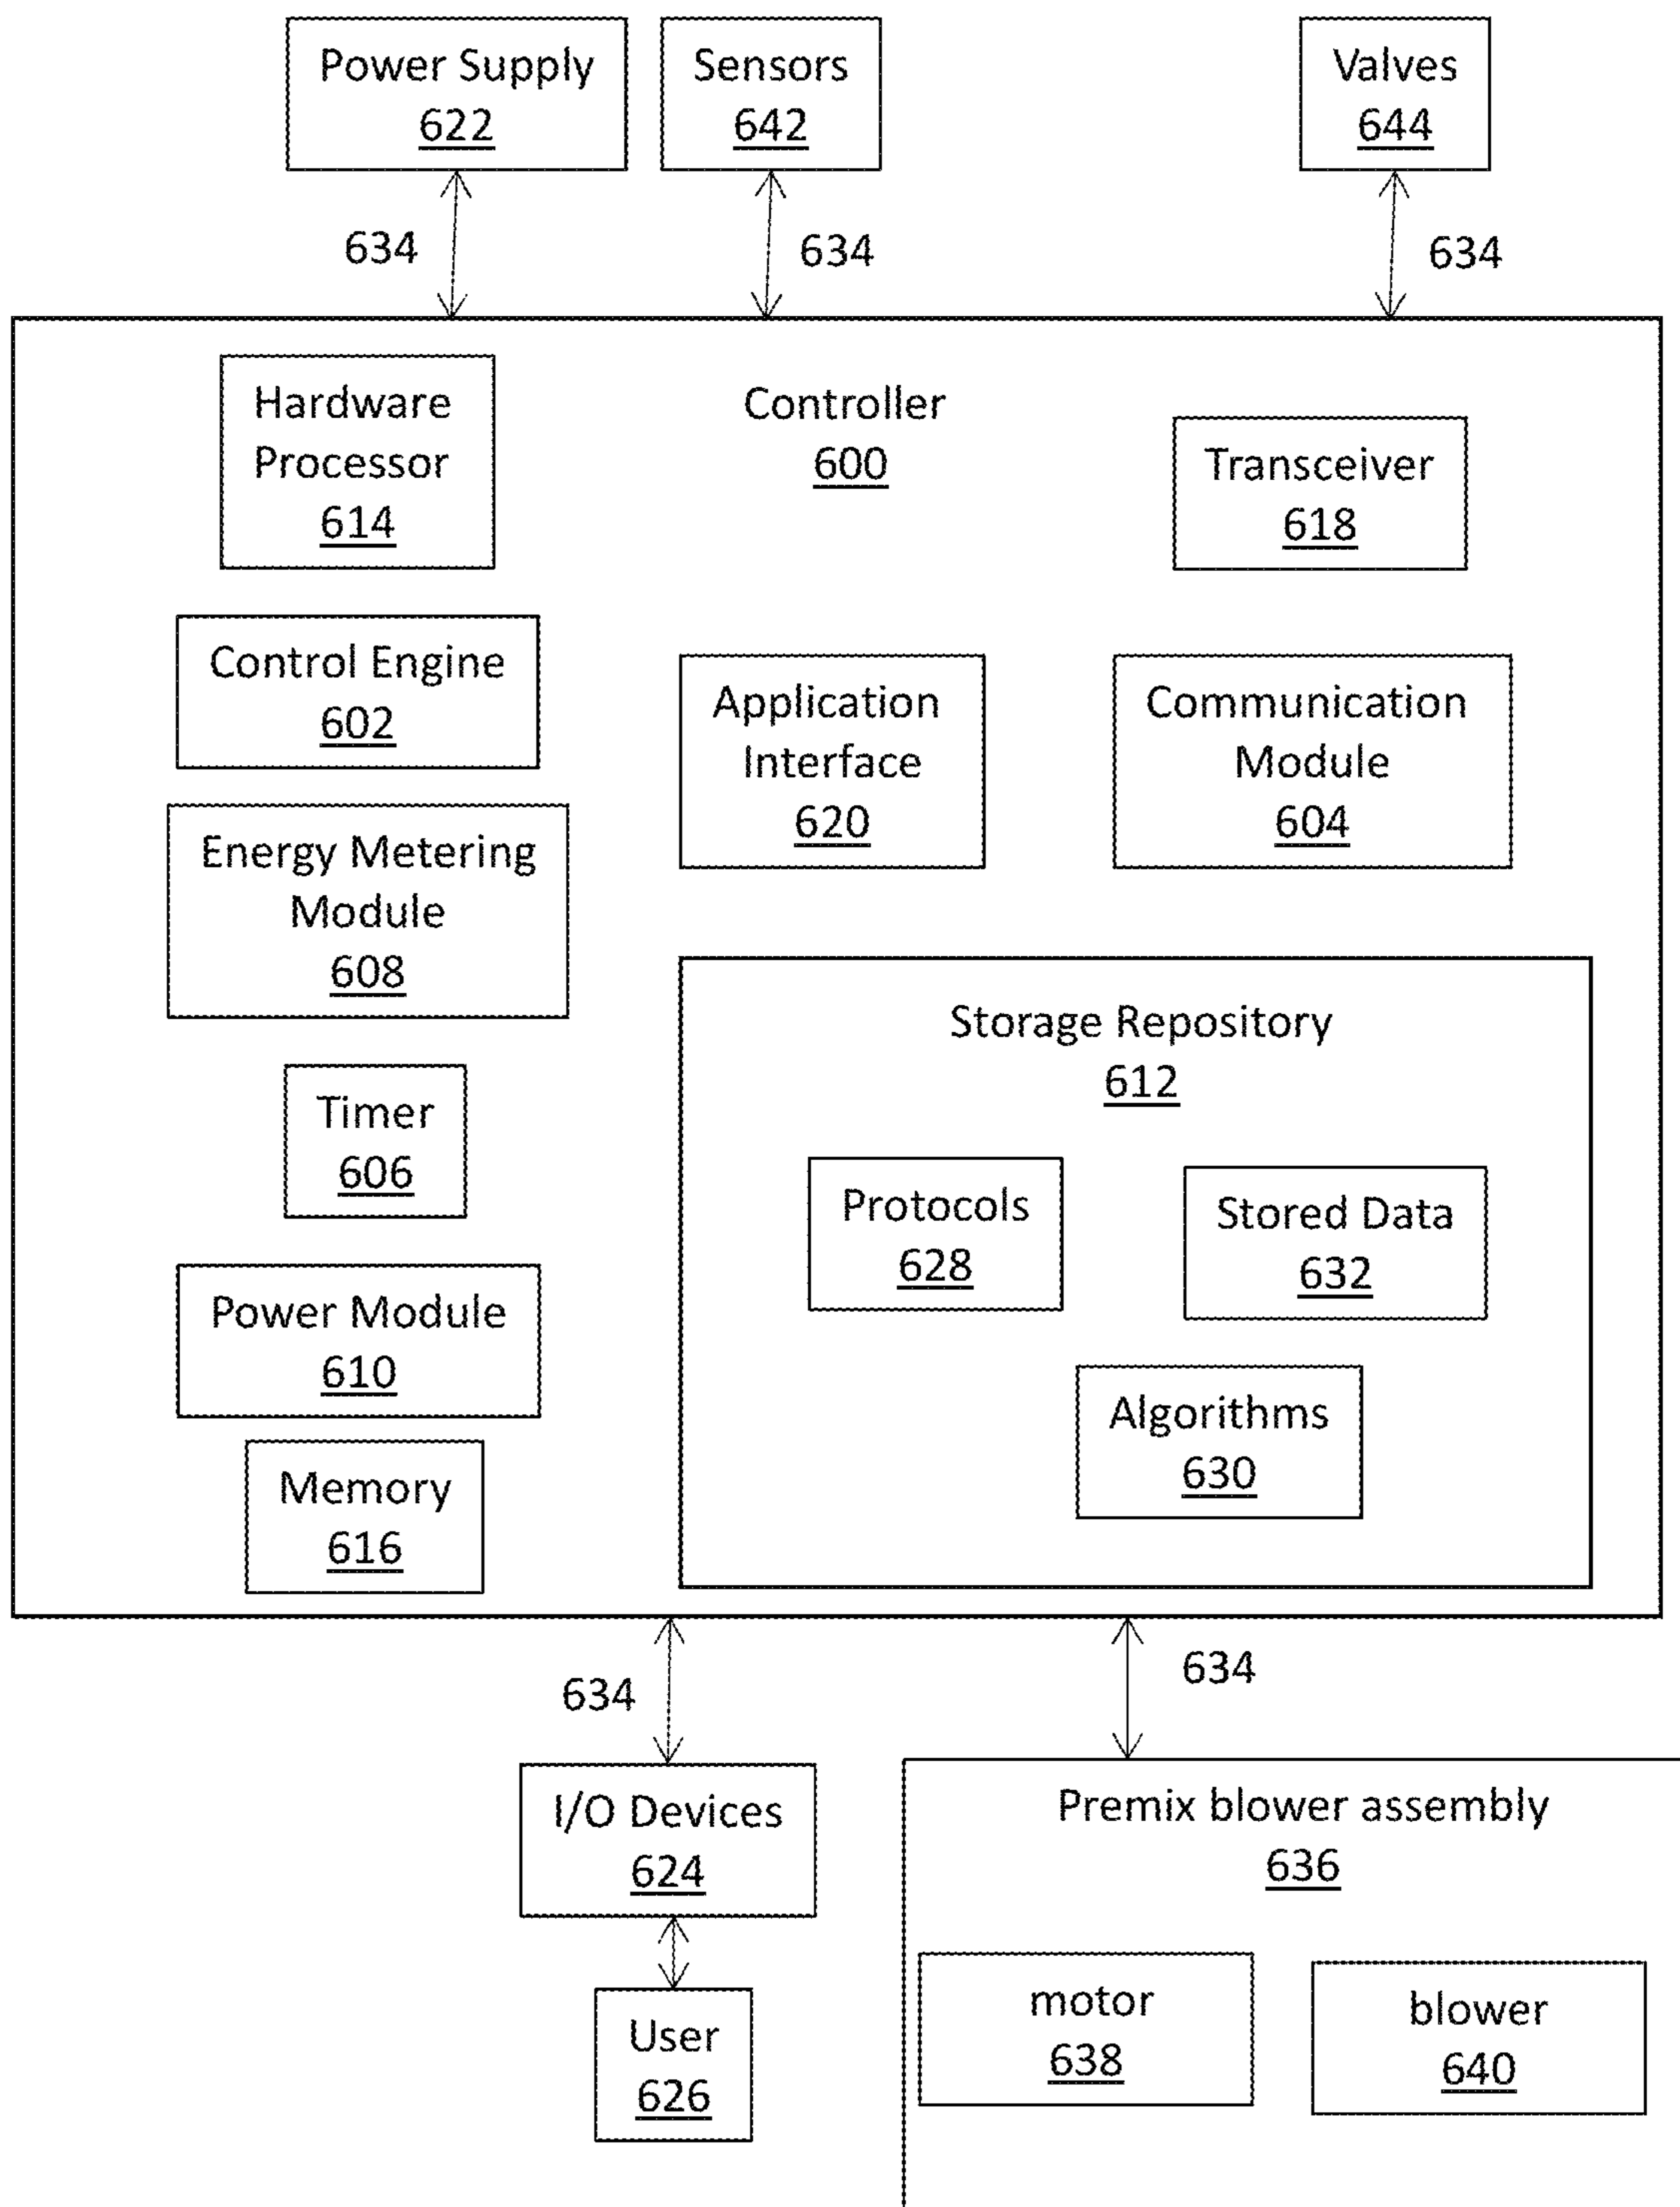 Power Supply
622
Sensors
642
Valves
644
634
634
634
Controller
600
Hardware
Processor
614
Transceiver
618
Control Engine
602
Application
Interface
620
Communication
Module
604
Energy Metering
Module
608
Storage Repository
612
Timer
606
Protocols
628
Stored Data
632
Power Module
610
Algorithms
630
Memory
616
634
634
I/O Devices
624
Premix blower assembly
636
User
626
motor
638
blower
640